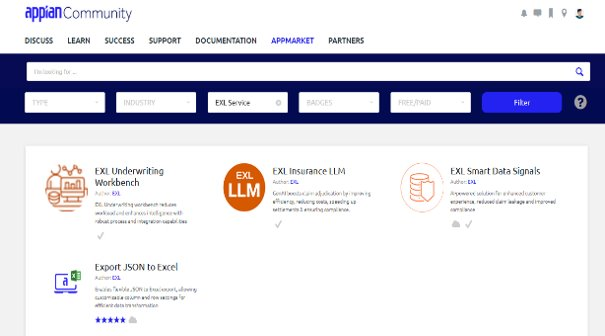 appian Community
DISCUSS LEARN SUCCESS SUPPORT DOCUMENTATION APPMARKET PARTNERS
I'm looking for ...
TYPE INDUSTRY EXL Service BADGES FREE/PAID Filter ?
EXL Underwriting
Workbench
Author: EXL
EXL Underwriting workbench reduces
workload and enhances intelligence with
robust process and integration capabilities
EXL
LLM
EXL Insurance LLM
Author: EXL
GenAI boosts claim adjudication by improving
efficiency, reducing costs, speeding up
settlements & ensuring compliance.
EXL Smart Data Signals
Author: EXL
AI-powered solution for enhanced customer
experience, reduced claim leakage and improved
compliance
a
Export JSON to Excel
Author: EXL
Enables flexible JSON to Excel export, allowing
customizable column and row settings for
efficient data transformation